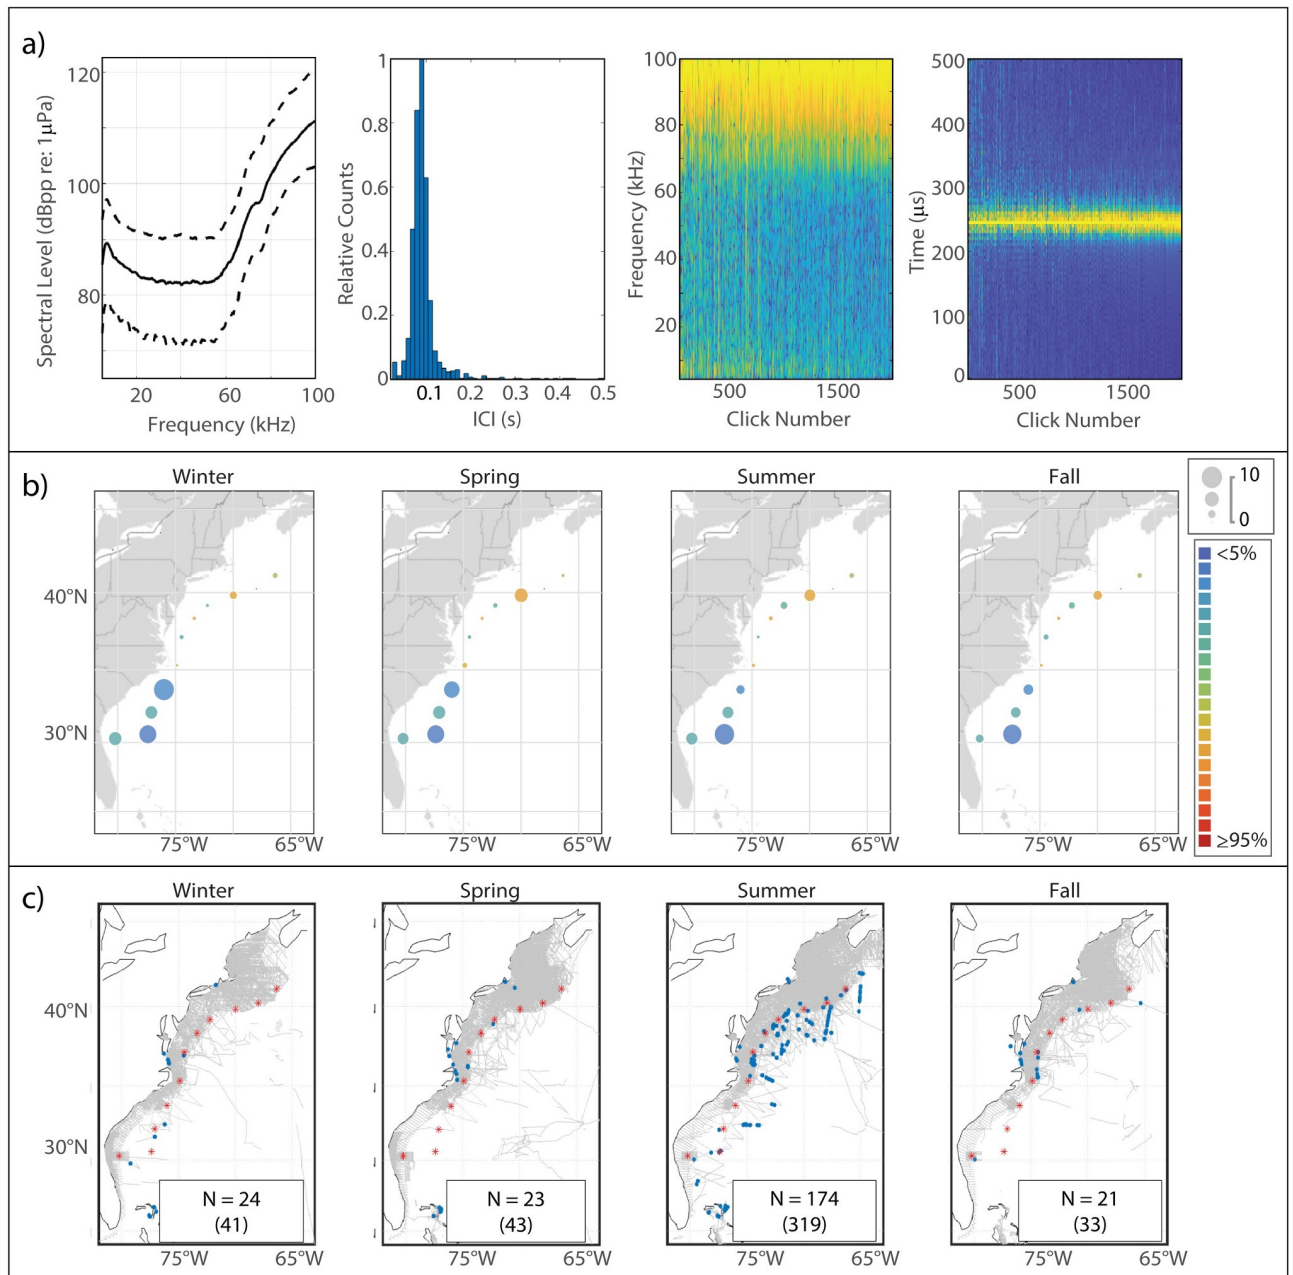 a)
Spectral Level (dBpp re: 1µPa)
120
100
80
20
60
100
Frequency (kHz)
Relative Counts
1
0.8
0.6
0.4
0.2
0
0.1
0.2
0.3
0.4
0.5
ICI (s)
Frequency (kHz)
100
80
60
40
20
500
1500
Click Number
Time (µs)
500
400
300
200
100
0
500
1500
Click Number
b)
Winter
Spring
Summer
Fall
10
0
<5%
≥95%
40°N
30°N
75°W
65°W
75°W
65°W
75°W
65°W
75°W
65°W
c)
Winter
Spring
Summer
Fall
40°N
30°N
N = 24
(41)
N = 23
(43)
N = 174
(319)
N = 21
(33)
75°W
65°W
75°W
65°W
75°W
65°W
75°W
65°W